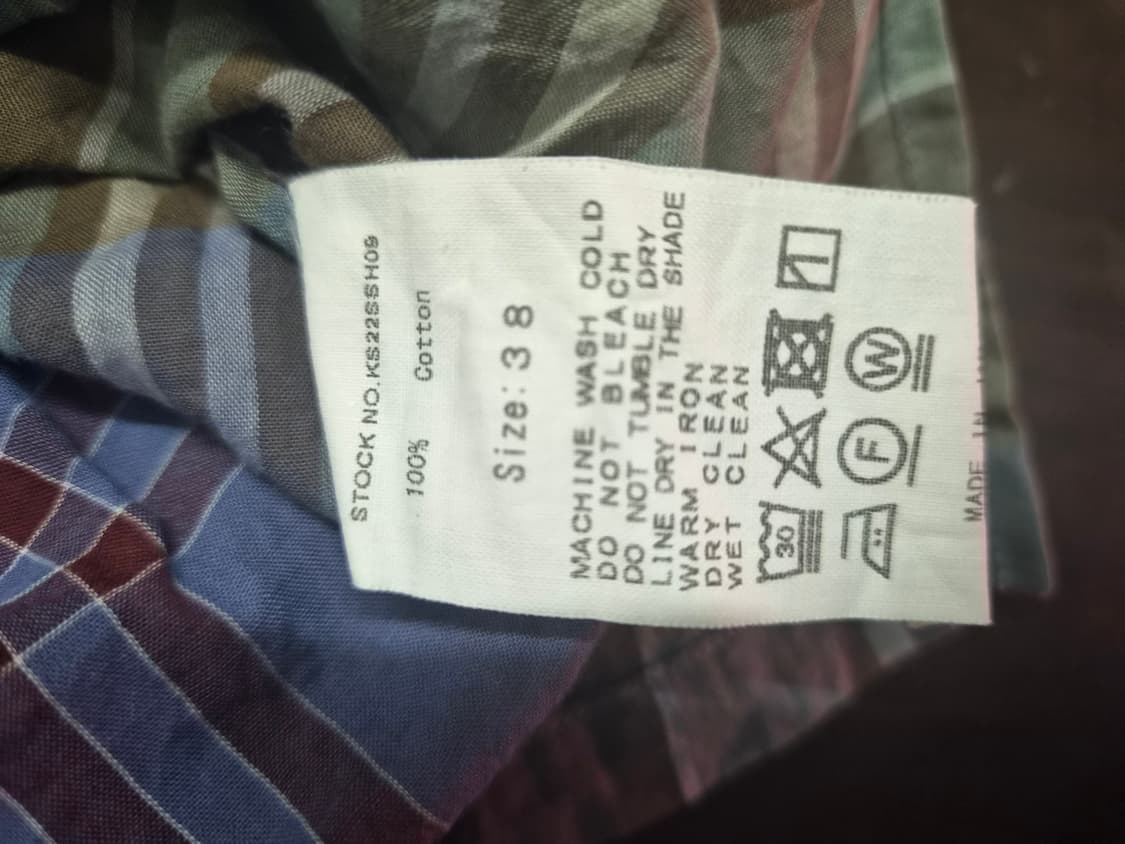 STOCK NO.KS22SSH09
100% Cotton
Size:38
MACHINE WASH COLD
DO NOT BLEACH
DO NOT TUMBLE DRY
LINE DRY IN THE SHADE
WARM IRON
DRY CLEAN
WET CLEAN
30
F W
MADE IN